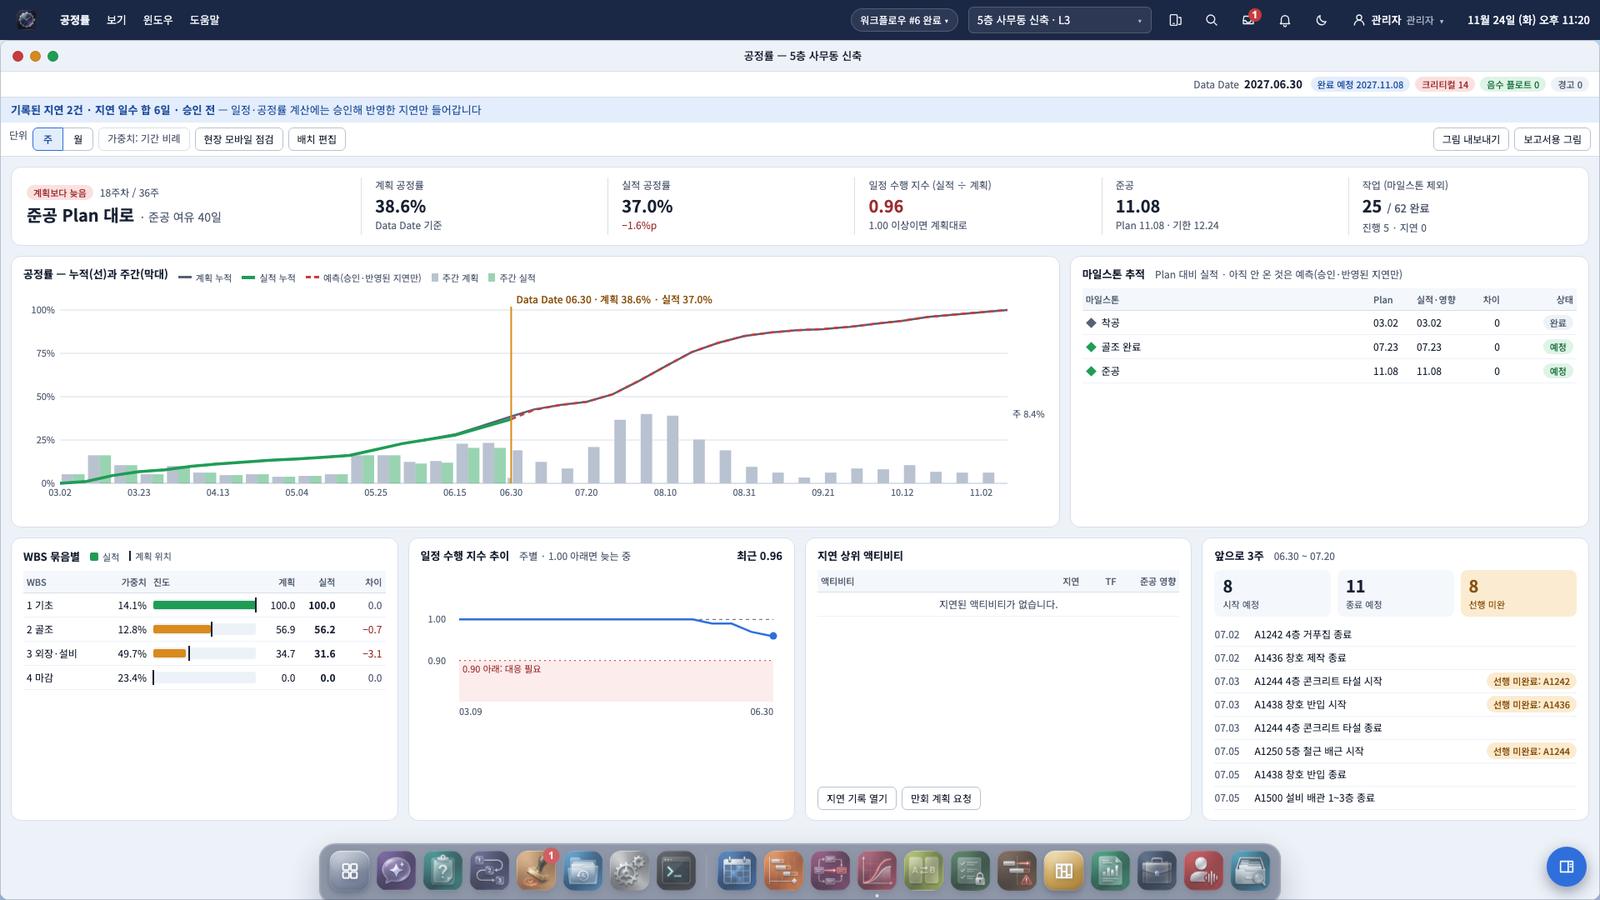 공정률 보기 윈도우 도움말
워크플로우 #6 완료
5층 사무동 신축 · L3
1
관리자 관리자
11월 24일 (화) 오후 11:20
공정률 — 5층 사무동 신축
Data Date 2027.06.30 완료 예정 2027.11.08 크리티컬 14 음수 플로트 0 경고 0
기록된 지연 2건 · 지연 일수 합 6일 · 승인 전 — 일정·공정률 계산에는 승인해 반영한 지연만 들어갑니다
단위 주 월 가중치: 기간 비례 현장 모바일 점검 배치 편집
그림 내보내기 보고서용 그림
계획보다 늦음 18주차 / 36주
준공 Plan 대로 · 준공 여유 40일
계획 공정률
38.6%
Data Date 기준
실적 공정률
37.0%
−1.6%p
일정 수행 지수 (실적 ÷ 계획)
0.96
1.00 이상이면 계획대로
준공
11.08
Plan 11.08 · 기한 12.24
작업 (마일스톤 제외)
25 / 62 완료
진행 5 · 지연 0
공정률 — 누적(선)과 주간(막대) 계획 누적 실적 누적 예측(승인·반영된 지연만) 주간 계획 주간 실적
Data Date 06.30 · 계획 38.6% · 실적 37.0%
100%
75%
50%
25%
0%
주 8.4%
03.02 03.23 04.13 05.04 05.25 06.15 06.30 07.20 08.10 08.31 09.21 10.12 11.02
마일스톤 추적 Plan 대비 실적 · 아직 안 온 것은 예측(승인·반영된 지연만)
마일스톤 Plan 실적·영향 차이 상태
착공 03.02 03.02 0 완료
골조 완료 07.23 07.23 0 예정
준공 11.08 11.08 0 예정
WBS 묶음별 실적 계획 위치
WBS 가중치 진도 계획 실적 차이
1 기초 14.1% 100.0 100.0 0.0
2 골조 12.8% 56.9 56.2 −0.7
3 외장·설비 49.7% 34.7 31.6 −3.1
4 마감 23.4% 0.0 0.0 0.0
일정 수행 지수 추이 주별 · 1.00 아래면 늦는 중 최근 0.96
1.00
0.90
0.90 아래: 대응 필요
03.09 06.30
지연 상위 액티비티
액티비티 지연 TF 준공 영향
지연된 액티비티가 없습니다.
지연 기록 열기 만회 계획 요청
앞으로 3주 06.30 ~ 07.20
8
시작 예정
11
종료 예정
8
선행 미완
07.02 A1242 4층 거푸집 종료
07.02 A1436 창호 제작 종료
07.03 A1244 4층 콘크리트 타설 시작 선행 미완료: A1242
07.03 A1438 창호 반입 시작 선행 미완료: A1436
07.03 A1244 4층 콘크리트 타설 종료
07.05 A1250 5층 철근 배근 시작 선행 미완료: A1244
07.05 A1438 창호 반입 종료
07.05 A1500 설비 배관 1~3층 종료
1